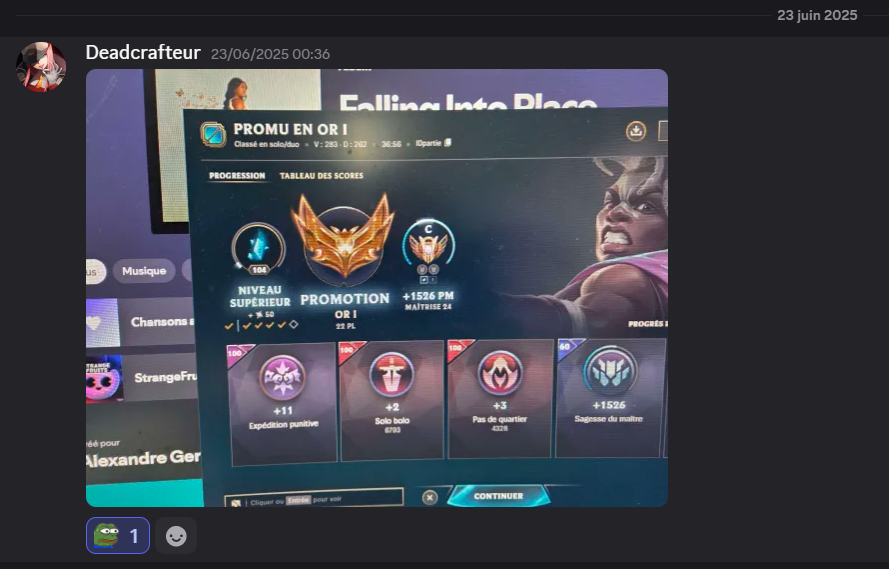 23 juin 2025
Deadcrafteur 23/06/2025 00:36
Falling Into Place
PROMU EN OR I
Classé en solo/duo • V : 283 - D : 262 • 36:56 • IDpartie
PROGRESSION TABLEAU DES SCORES
us
Musique
Chansons a
STRANGE FRUITS
StrangeFru
éé pour
Alexandre Ger
104
NIVEAU
SUPÉRIEUR
+ 50
PROMOTION
OR I
22 PL
C
+1526 PM
MAÎTRISE 24
PROGRÈS
100
+11
Expédition punitive
100
+2
Solo bolo
6793
100
+3
Pas de quartier
4328
60
+1526
Sagesse du maître
Cliquer ou Entrée pour voir
CONTINUER
1